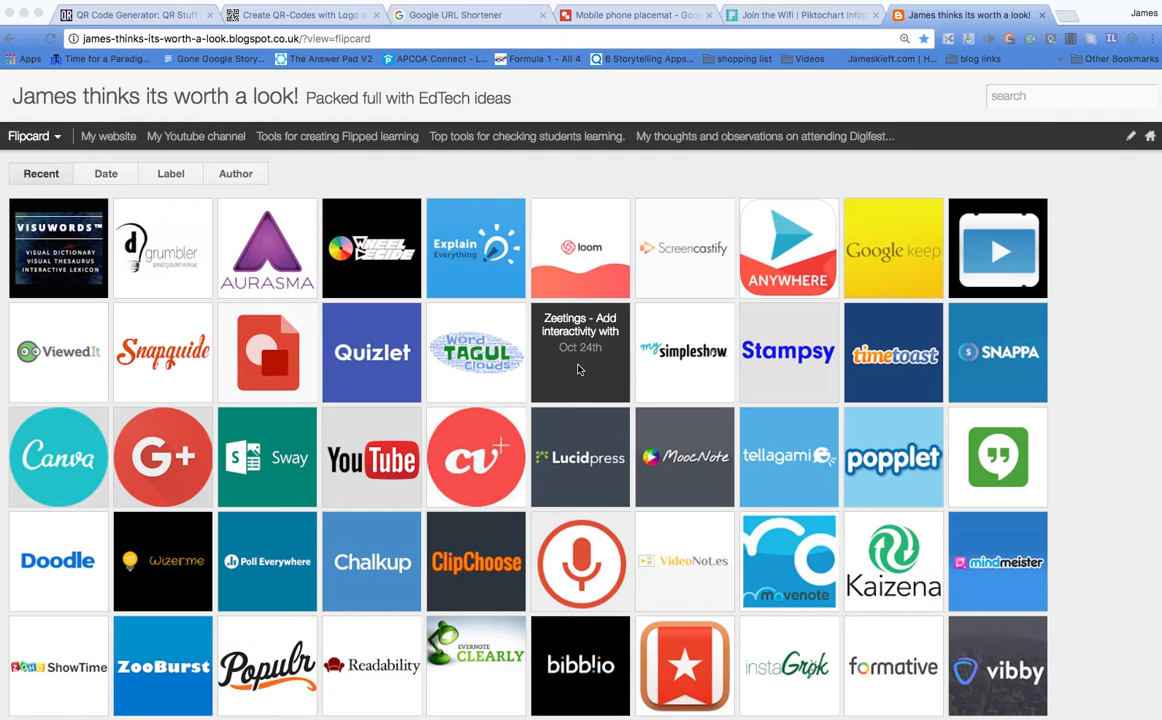 QR Code Generator: QR Stuff
Create QR-Codes with Logo o
Google URL Shortener
Mobile phone placemat - Goo
Join the Wifi | Piktochart Infog
James thinks its worth a look!
James
james-thinks-its-worth-a-look.blogspot.co.uk/?view=flipcard
Apps
Time for a Paradig...
Gone Google Story...
The Answer Pad V2
APCOA Connect - L...
Formula 1 - All 4
6 Storytelling Apps...
shopping list
Videos
Jameskieft.com | H...
blog links
Other Bookmarks
James thinks its worth a look! Packed full with EdTech ideas
search
Flipcard
My website
My Youtube channel
Tools for creating Flipped learning
Top tools for checking students learning.
My thoughts and observations on attending Digifest...
Recent
Date
Label
Author
VISUWORDS™
VISUAL DICTIONARY
VISUAL THESAURUS
INTERACTIVE LEXICON
grumbler
AURASMA
WHEEL
DECIDE
Explain
Everything
loom
Screencastify
ANYWHERE
Google keep
ViewedIt
Snapguide
Quizlet
Word
TAGUL
Clouds
Zeetings - Add
interactivity with
Oct 24th
my simpleshow
Stampsy
timetoast
SNAPPA
Canva
G+
S
Sway
YouTube
cv+
Lucidpress
MoocNote
tellagami
popplet
Doodle
Wizer.me
Poll Everywhere
Chalkup
ClipChoose
VideoNot.es
movenote
Kaizena
mindmeister
ZOHO ShowTime
ZooBurst
Populr
Readability
EVERNOTE
CLEARLY
bibblio
instaGrok
formative
vibby